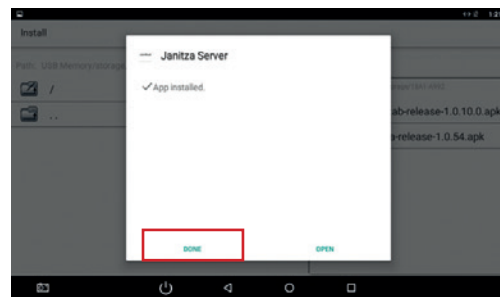 Install
Janitza Server
Path: USB Memory/storage
App installed.
/
. .
ab-release-1.0.10.0.apk
a-release-1.0.54.apk
DONE
OPEN